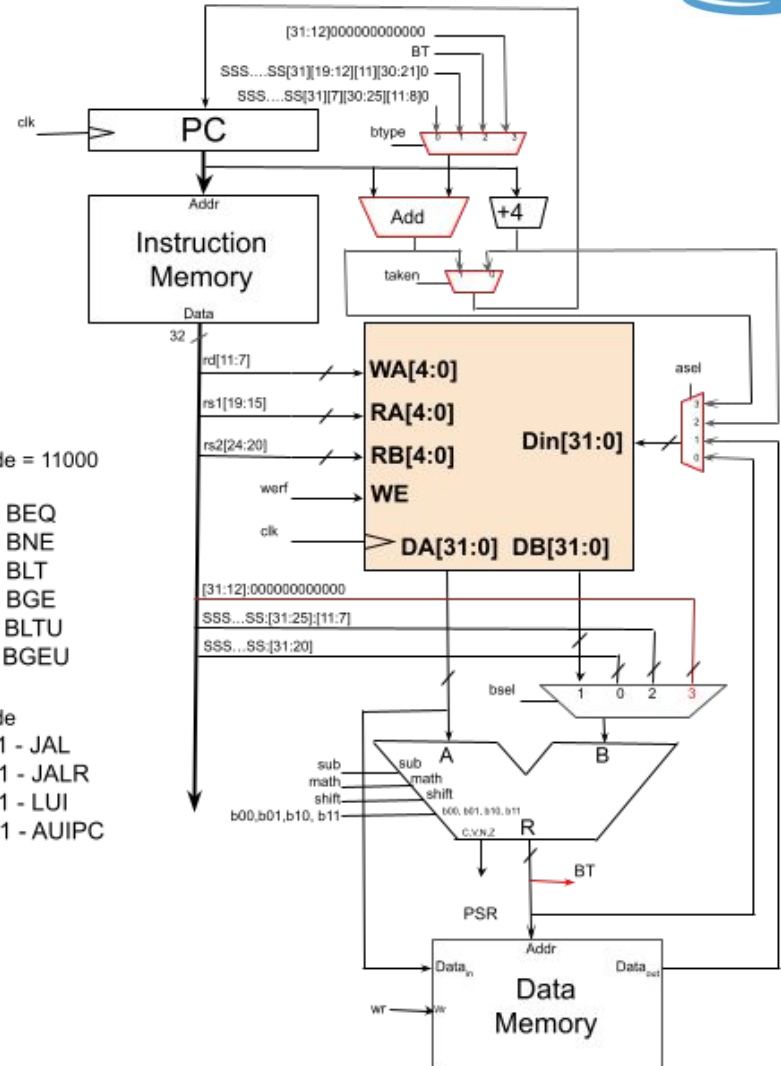 [31:12]000000000000
BT
SSS....SS[31][19:12][11][30:21]0
SSS....SS[31][7][30:25][11:8]0
clk
PC
btype
0 1 2 3
Addr
Add
+4
Instruction
Memory
taken
1 0
Data
32
rd[11:7]
WA[4:0]
asel
rs1[19:15]
RA[4:0]
3
2
1
0
Din[31:0]
rs2[24:20]
RB[4:0]
de = 11000
werf
WE
BEQ
clk
BNE
DA[31:0] DB[31:0]
BLT
BGE
[31:12]:000000000000
BLTU
SSS...SS:[31:25]:[11:7]
BGEU
SSS...SS:[31:20]
bsel
1 0 2 3
de
1 - JAL
1 - JALR
1 - LUI
1 - AUIPC
A
B
sub
sub
math
math
shift
shift
b00,b01,b10, b11
b00, b01, b10, b11
R
C,V,N,Z
BT
PSR
Addr
Data in
Data out
Data
Memory
wr
Wr